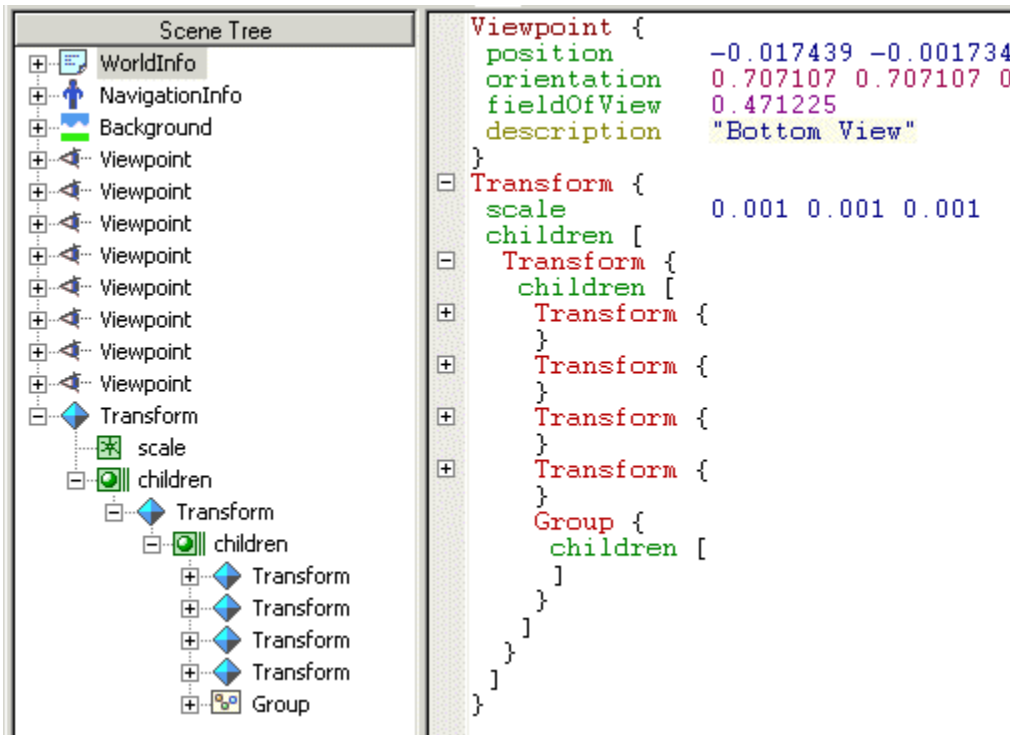 Scene Tree
WorldInfo
NavigationInfo
Background
Viewpoint
Viewpoint
Viewpoint
Viewpoint
Viewpoint
Viewpoint
Viewpoint
Viewpoint
Transform
scale
children
Transform
children
Transform
Transform
Transform
Transform
Group
Viewpoint {
position -0.017439 -0.001734
orientation 0.707107 0.707107 0
fieldOfView 0.471225
description "Bottom View"
}
Transform {
scale 0.001 0.001 0.001
children [
Transform {
children [
Transform {
}
Transform {
}
Transform {
}
Transform {
}
Group {
children [
]
}
]
}
]
}